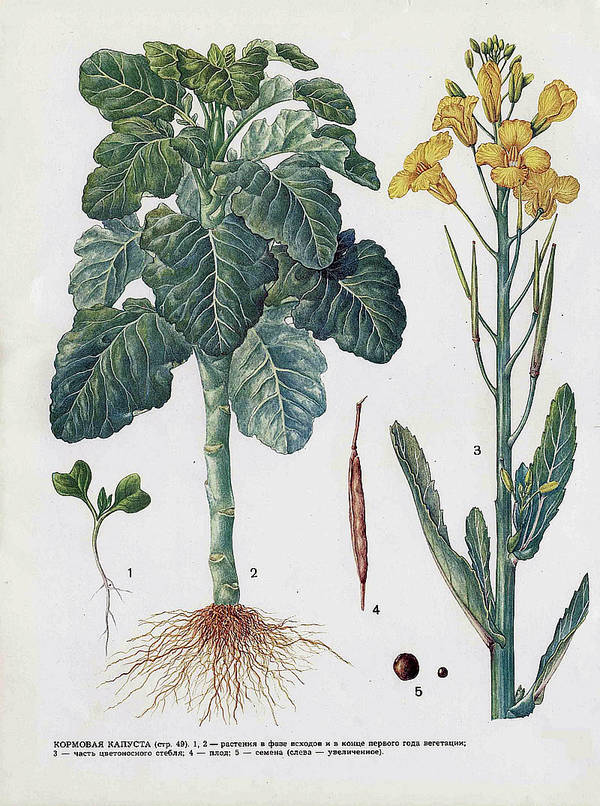 1
2
3
4
5
КОРМОВАЯ КАПУСТА (стр. 49). 1, 2 — растения в фазе всходов и в конце первого года вегетации;
3 — часть цветоносного стебля; 4 — плод; 5 — семена (слева — увеличенное).